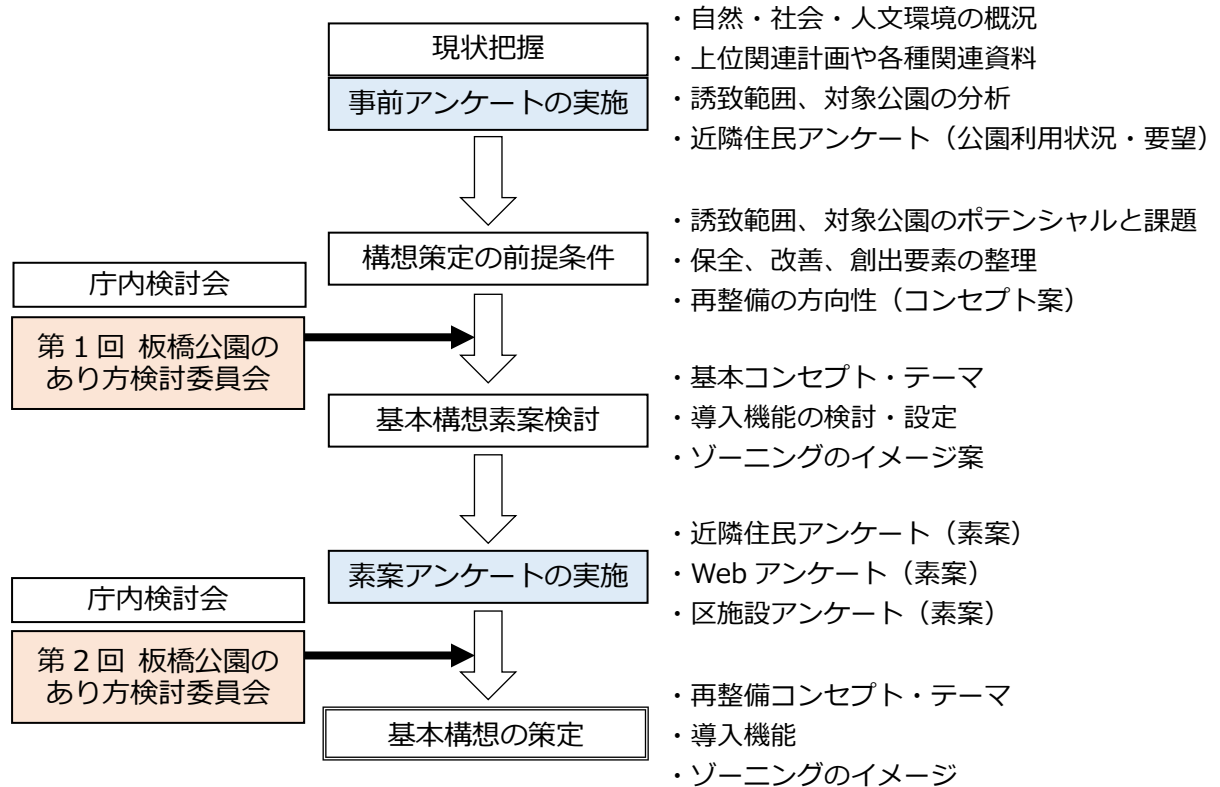 現状把握
事前アンケートの実施
・自然・社会・人文環境の概況
・上位関連計画や各種関連資料
・誘致範囲、対象公園の分析
・近隣住民アンケート（公園利用状況・要望）
構想策定の前提条件
・誘致範囲、対象公園のポテンシャルと課題
・保全、改善、創出要素の整理
・再整備の方向性（コンセプト案）
庁内検討会
第1回 板橋公園の
あり方検討委員会
基本構想素案検討
・基本コンセプト・テーマ
・導入機能の検討・設定
・ゾーニングのイメージ案
素案アンケートの実施
・近隣住民アンケート（素案）
・Web アンケート（素案）
・区施設アンケート（素案）
庁内検討会
第2回 板橋公園の
あり方検討委員会
基本構想の策定
・再整備コンセプト・テーマ
・導入機能
・ゾーニングのイメージ